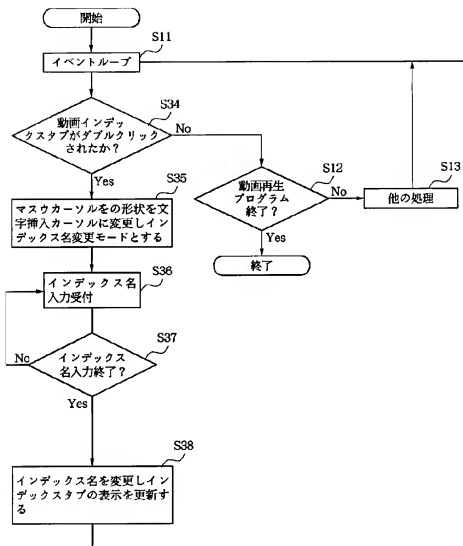 開始
S11
イベントループ
S34
動画インデッ
クスタブがダブルクリック
されたか？
No
Yes
S12
動画再生
プログラム
終了？
No
S13
他の処理
Yes
終了
S35
マスウカーソルをの形状を文
字挿入カーソルに変更しイン
デックス名変更モードとする
S36
インデックス名
入力受付
S37
インデックス
名入力終了？
No
Yes
S38
インデックス名を変更しイン
デックスタブの表示を更新す
る